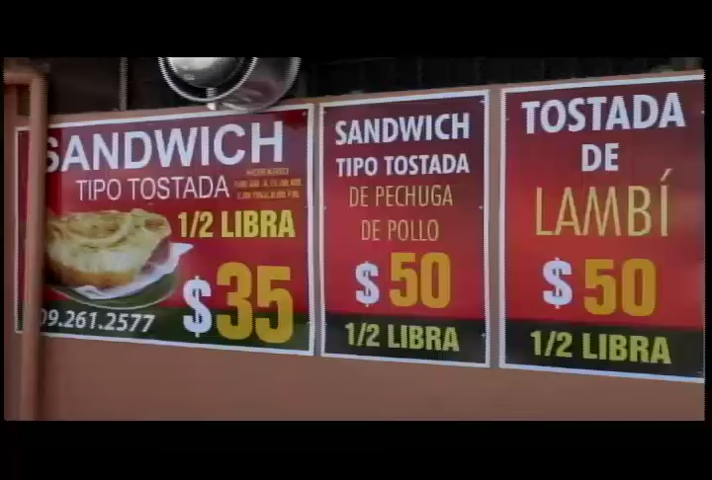 SANDWICH
TIPO TOSTADA
1/2 LIBRA
$35
09.261.2577
SANDWICH
TIPO TOSTADA
DE PECHUGA
DE POLLO
$50
1/2 LIBRA
TOSTADA
DE
LAMBÍ
$50
1/2 LIBRA